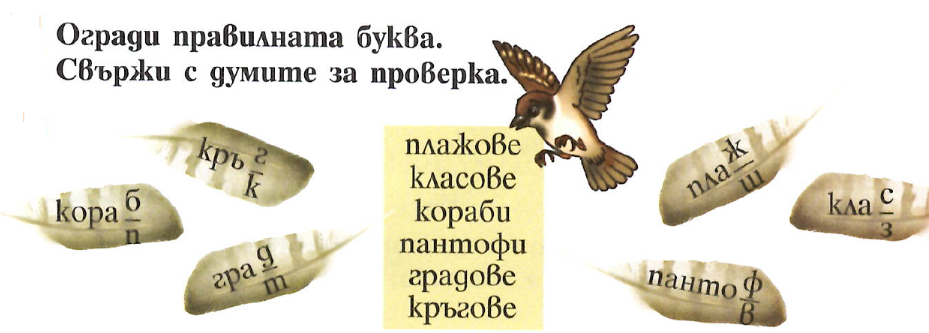 Огради правилната буква.
Свържи с думите за проверка.
кръ г/к
кора б/п
гра д/т
плажове
класове
кораби
пантофи
градове
кръгове
пла ж/ш
кла с/з
панто ф/в